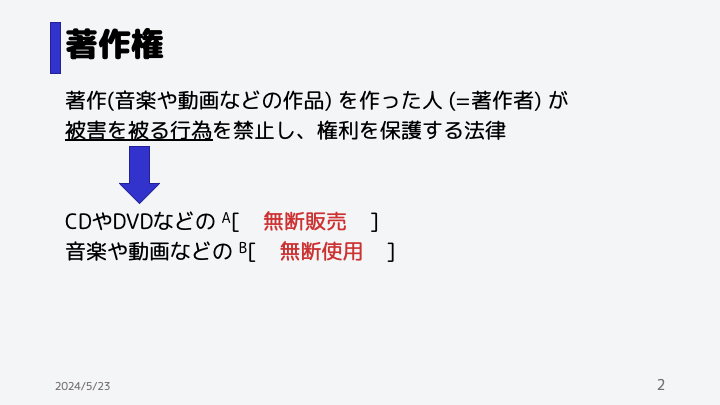 著作権
著作(音楽や動画などの作品) を作った人 (=著作者) が
被害を被る行為を禁止し、権利を保護する法律
CDやDVDなどの A[ 無断販売 ]
音楽や動画などの B[ 無断使用 ]
2024/5/23
2